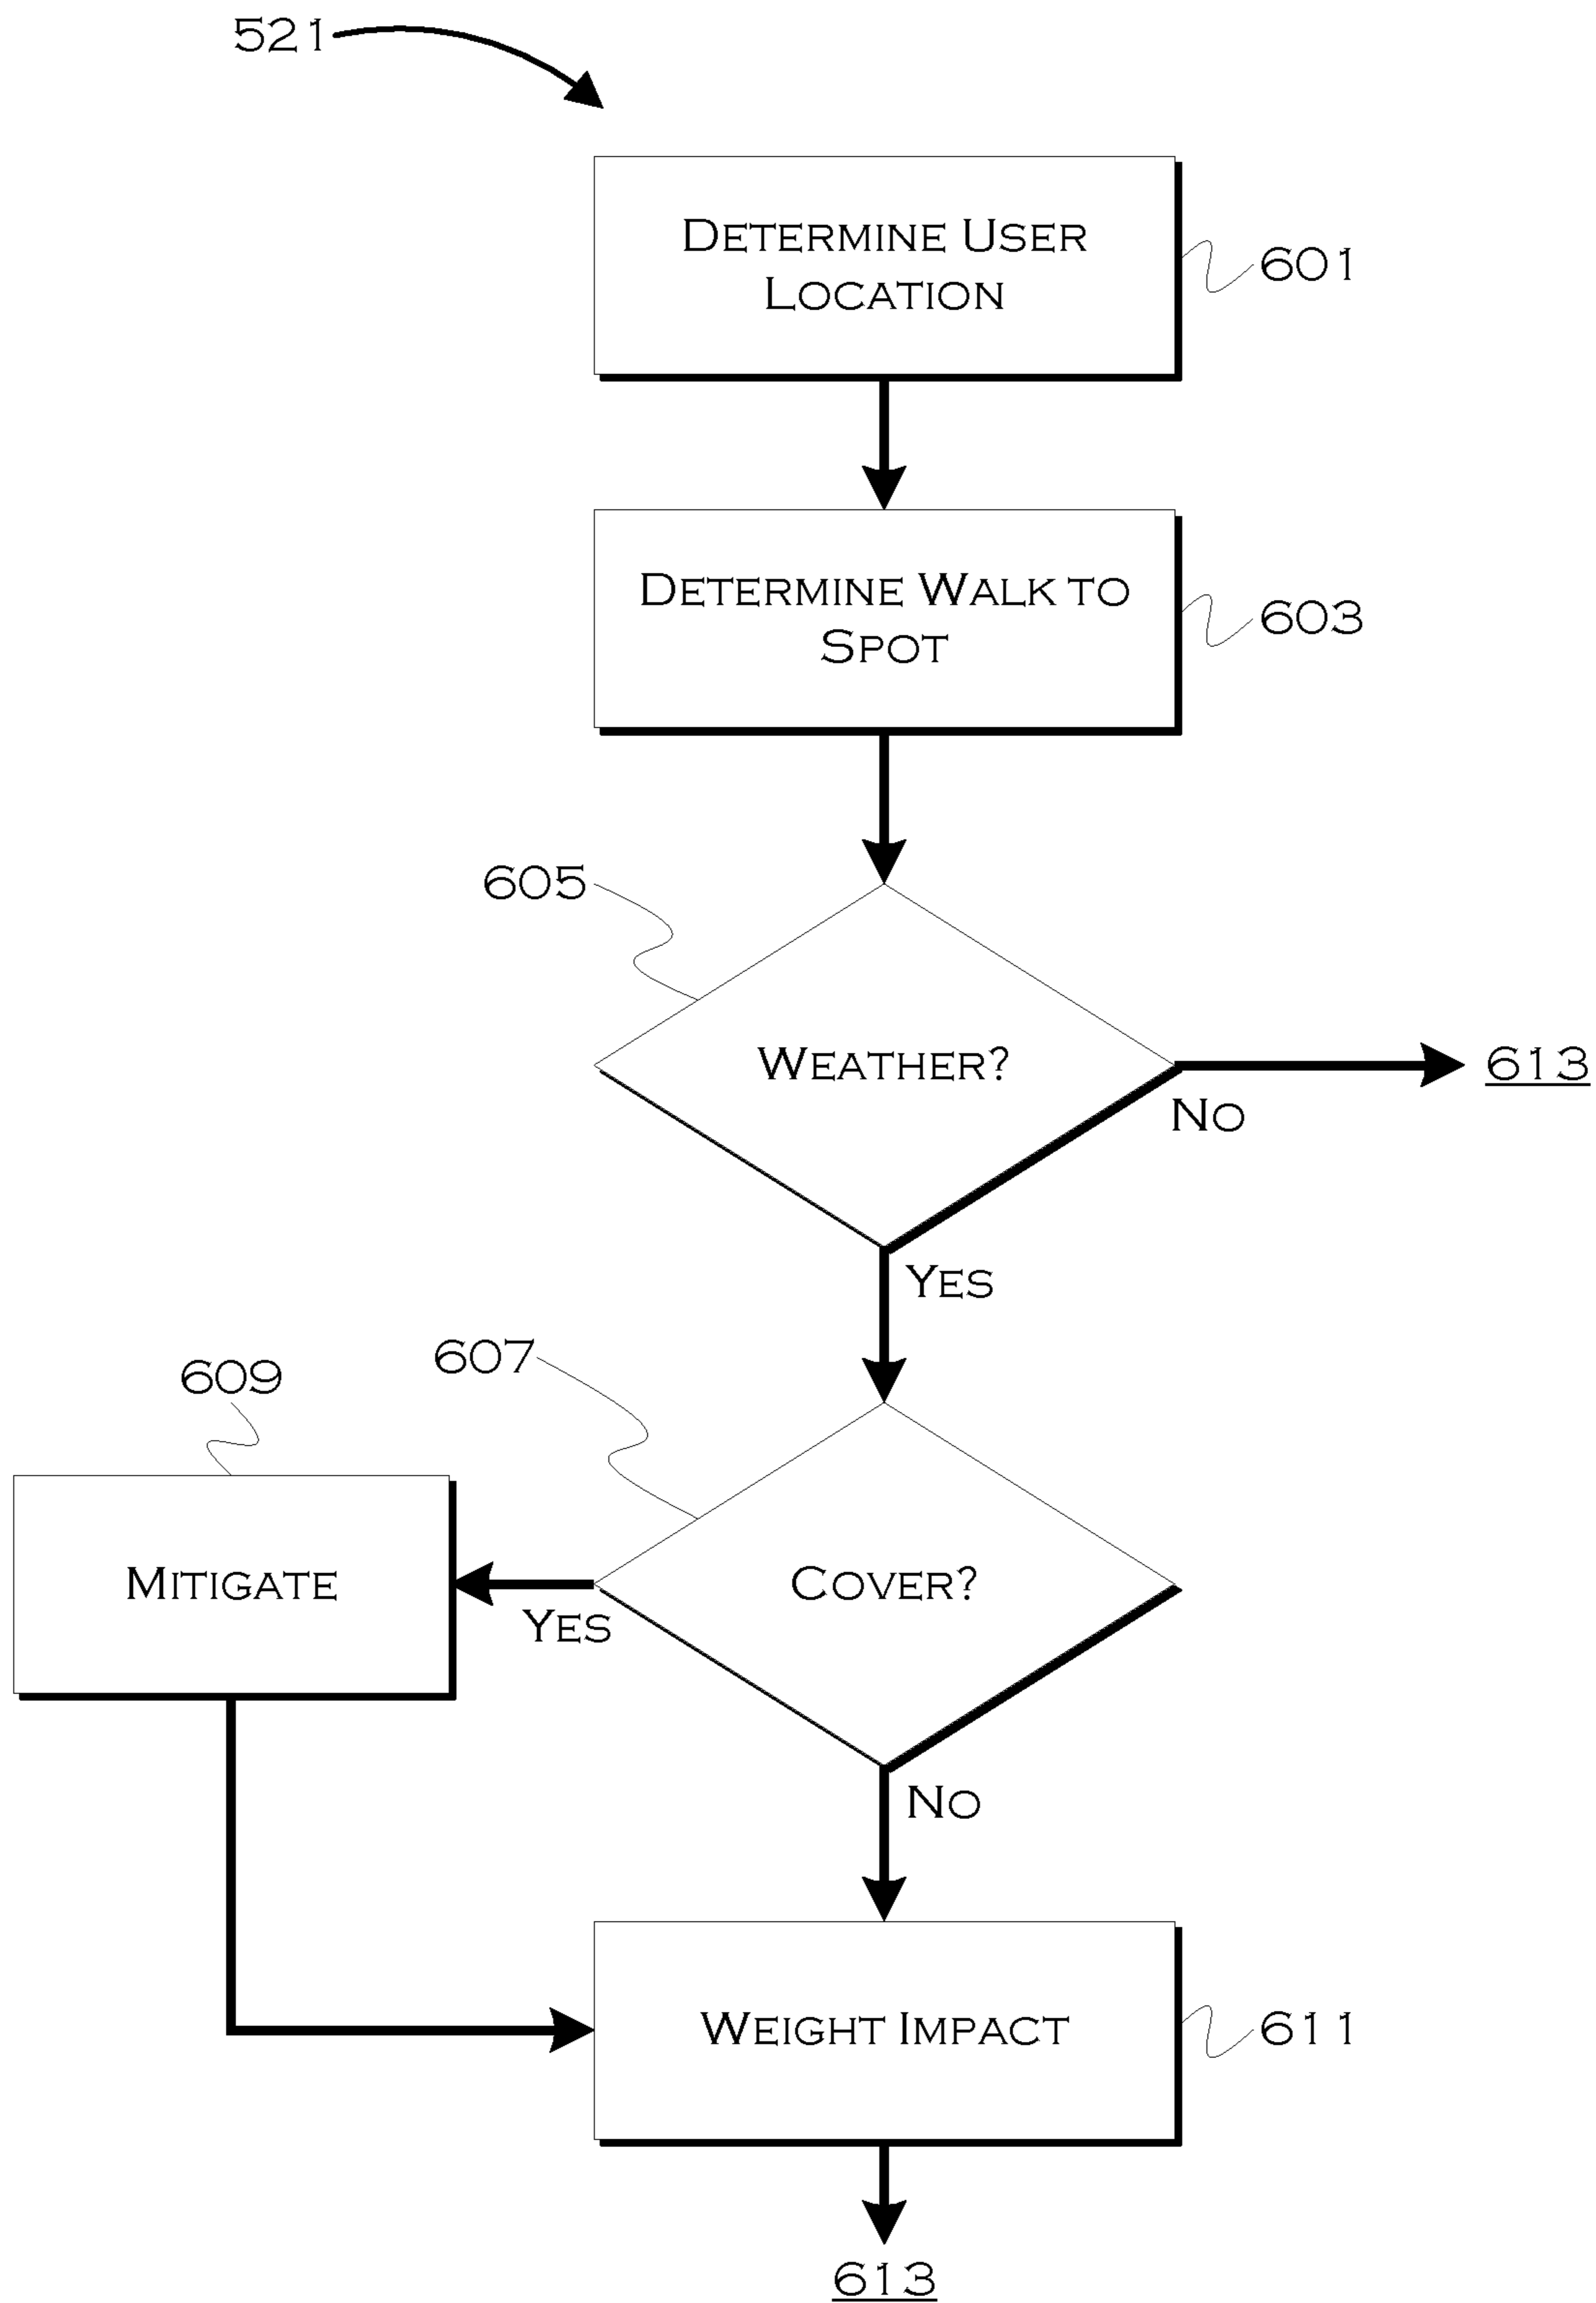 521
DETERMINE USER
LOCATION
601
DETERMINE WALK TO
SPOT
603
605
WEATHER?
613
NO
YES
607
609
MITIGATE
COVER?
YES
NO
WEIGHT IMPACT
611
613